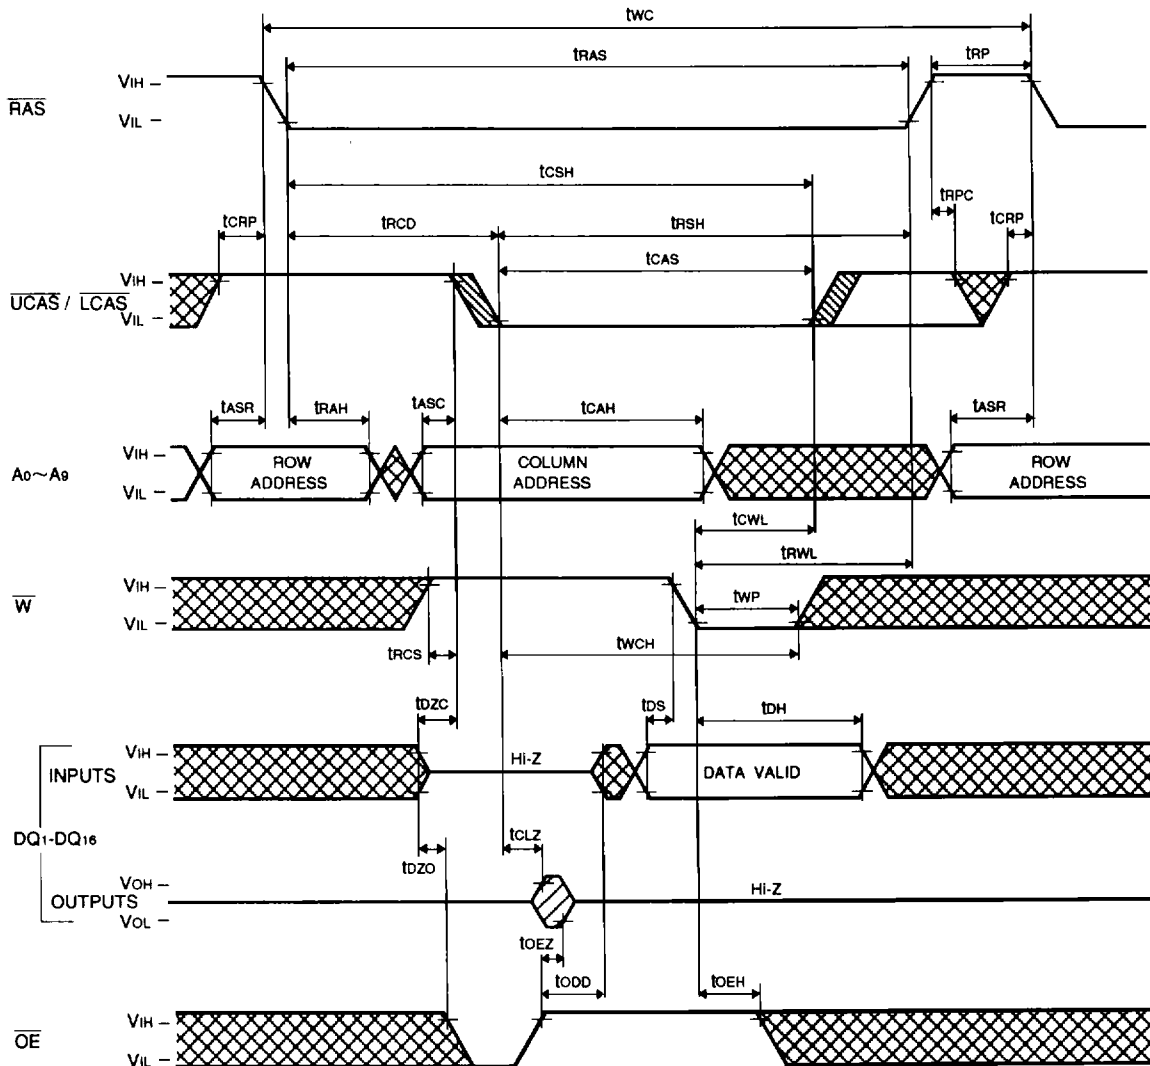 tWC
tRAS
tRP
VIH
RAS
VIL
tCSH
tRPC
tCRP
tRCD
tRSH
tCRP
tCAS
VIH
UCAS / LCAS
VIL
tASR
tRAH
tASC
tCAH
tASR
VIH
A0~A9
VIL
ROW ADDRESS
COLUMN ADDRESS
ROW ADDRESS
tCWL
tRWL
VIH
W
VIL
tWP
tRCS
tWCH
tDZC
tDS
tDH
VIH
INPUTS
VIL
Hi-Z
DATA VALID
DQ1-DQ16
tCLZ
tDZO
VOH
OUTPUTS
VOL
Hi-Z
tOEZ
tODD
tOEH
VIH
OE
VIL